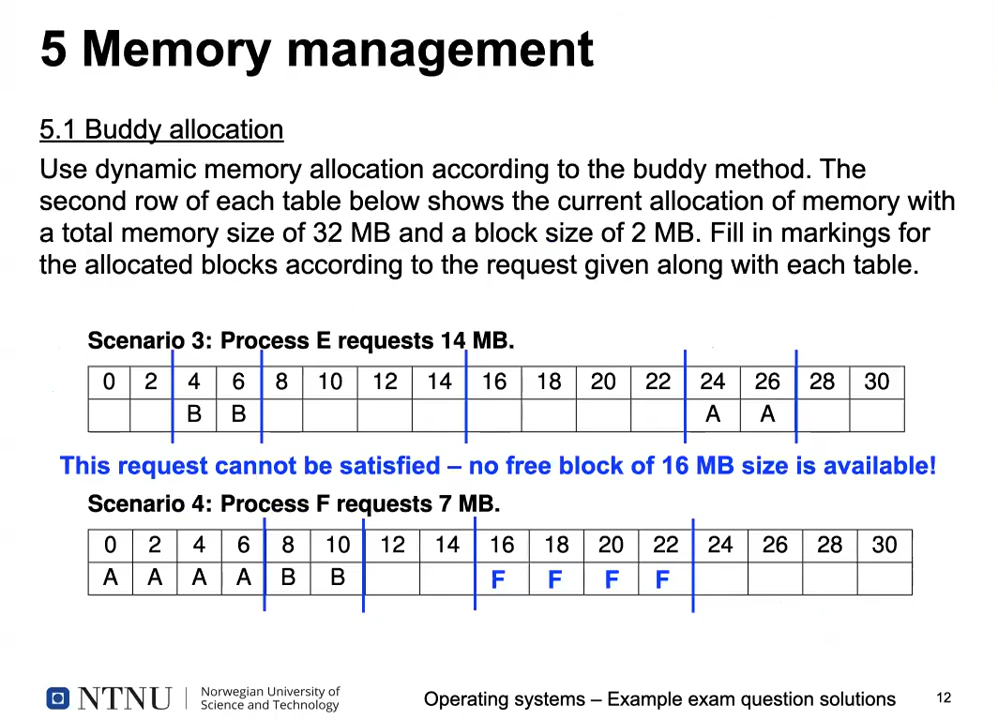 5 Memory management
5.1 Buddy allocation
Use dynamic memory allocation according to the buddy method. The
second row of each table below shows the current allocation of memory with
a total memory size of 32 MB and a block size of 2 MB. Fill in markings for
the allocated blocks according to the request given along with each table.
Scenario 3: Process E requests 14 MB.
0 2 4 6 8 10 12 14 16 18 20 22 24 26 28 30
B B A A
This request cannot be satisfied – no free block of 16 MB size is available!
Scenario 4: Process F requests 7 MB.
0 2 4 6 8 10 12 14 16 18 20 22 24 26 28 30
A A A A B B F F F F
NTNU
Norwegian University of
Science and Technology
Operating systems – Example exam question solutions
12